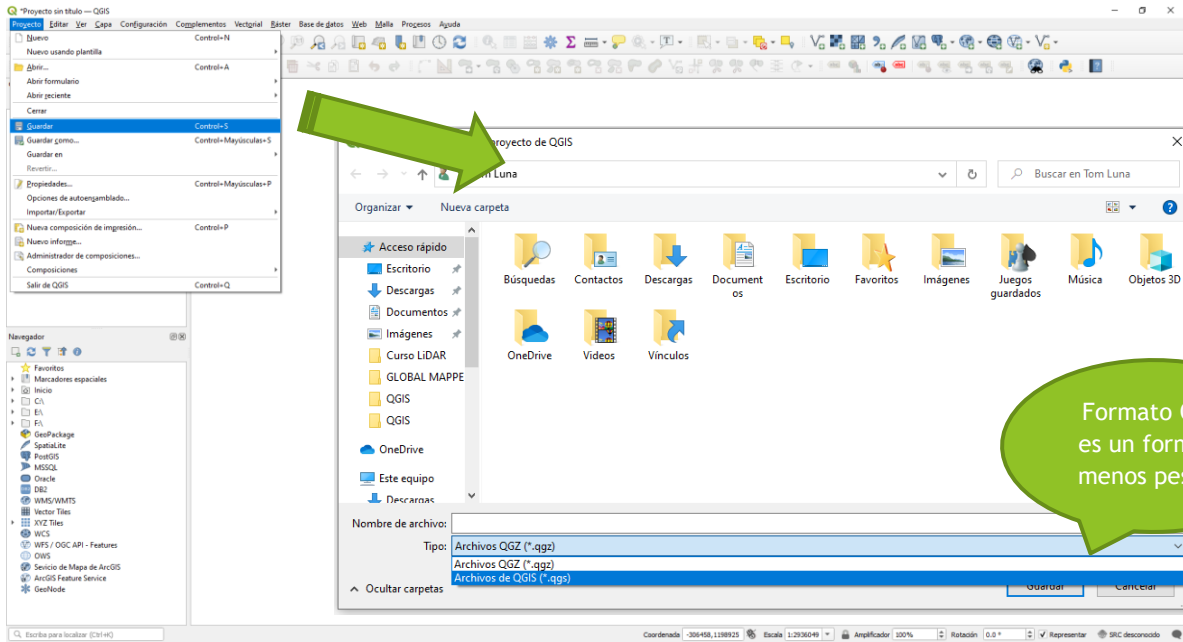 *Proyecto sin título — QGIS
Proyecto Editar Ver Capa Configuración Complementos Vectorial Ráster Base de datos Web Malla Procesos Ayuda
Nuevo Control+N
Nuevo usando plantilla
Abrir... Control+A
Abrir formulario
Abrir reciente
Cerrar
Guardar Control+S
Guardar como... Control+Mayúsculas+S
Guardar en
Revertir...
Propiedades... Control+Mayúsculas+P
Opciones de autoensamblado...
Importar/Exportar
Nueva composición de impresión... Control+P
Nuevo informe...
Administrador de composiciones...
Composiciones
Salir de QGIS Control+Q
Navegador
Favoritos
Marcadores espaciales
Inicio
C:\
E:\
F:\
GeoPackage
SpatiaLite
PostGIS
MSSQL
Oracle
DB2
WMS/WMTS
Vector Tiles
XYZ Tiles
WCS
WFS / OGC API - Features
OWS
Sevicio de Mapa de ArcGIS
ArcGIS Feature Service
GeoNode
royecto de QGIS
Luna
Buscar en Tom Luna
Organizar
Nueva carpeta
Acceso rápido
Escritorio
Descargas
Documentos
Imágenes
Curso LiDAR
GLOBAL MAPPE
QGIS
QGIS
OneDrive
Este equipo
Descargas
Búsquedas
Contactos
Descargas
Document
os
Escritorio
Favoritos
Imágenes
Juegos
guardados
Música
Objetos 3D
OneDrive
Videos
Vínculos
Formato
es un form
menos pes
Nombre de archivo:
Tipo: Archivos QGZ (*.qgz)
Archivos QGZ (*.qgz)
Archivos de QGIS (*.qgs)
Ocultar carpetas
Guardar
Cancelar
Escriba para localizar (Ctrl+K)
Coordenada -306458,1198925 Escala 1:2936049 Amplificador 100% Rotación 0.0 ° Representar SRC desconocido